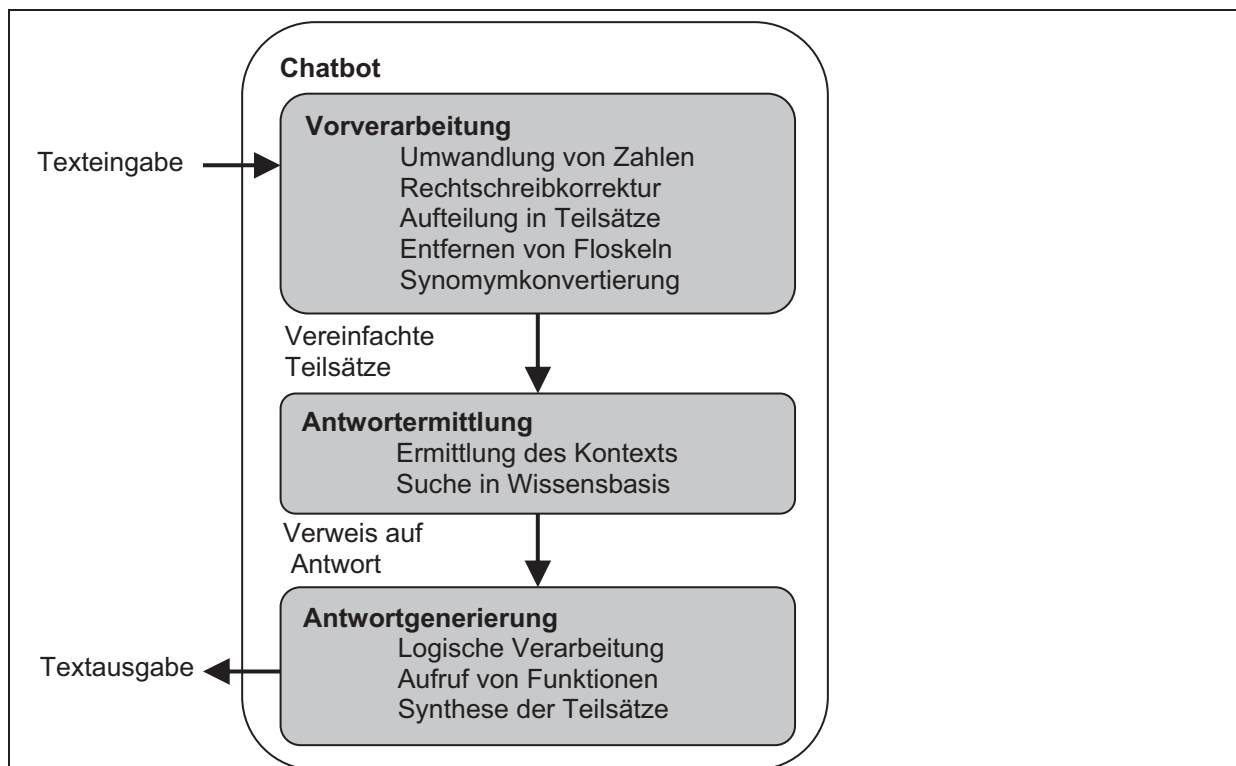 Chatbot
Vorverarbeitung
Texteingabe
Umwandlung von Zahlen
Rechtschreibkorrektur
Aufteilung in Teilsätze
Entfernen von Floskeln
Synomymkonvertierung
Vereinfachte
Teilsätze
Antwortermittlung
Ermittlung des Kontexts
Suche in Wissensbasis
Verweis auf
Antwort
Antwortgenerierung
Logische Verarbeitung
Textausgabe
Aufruf von Funktionen
Synthese der Teilsätze